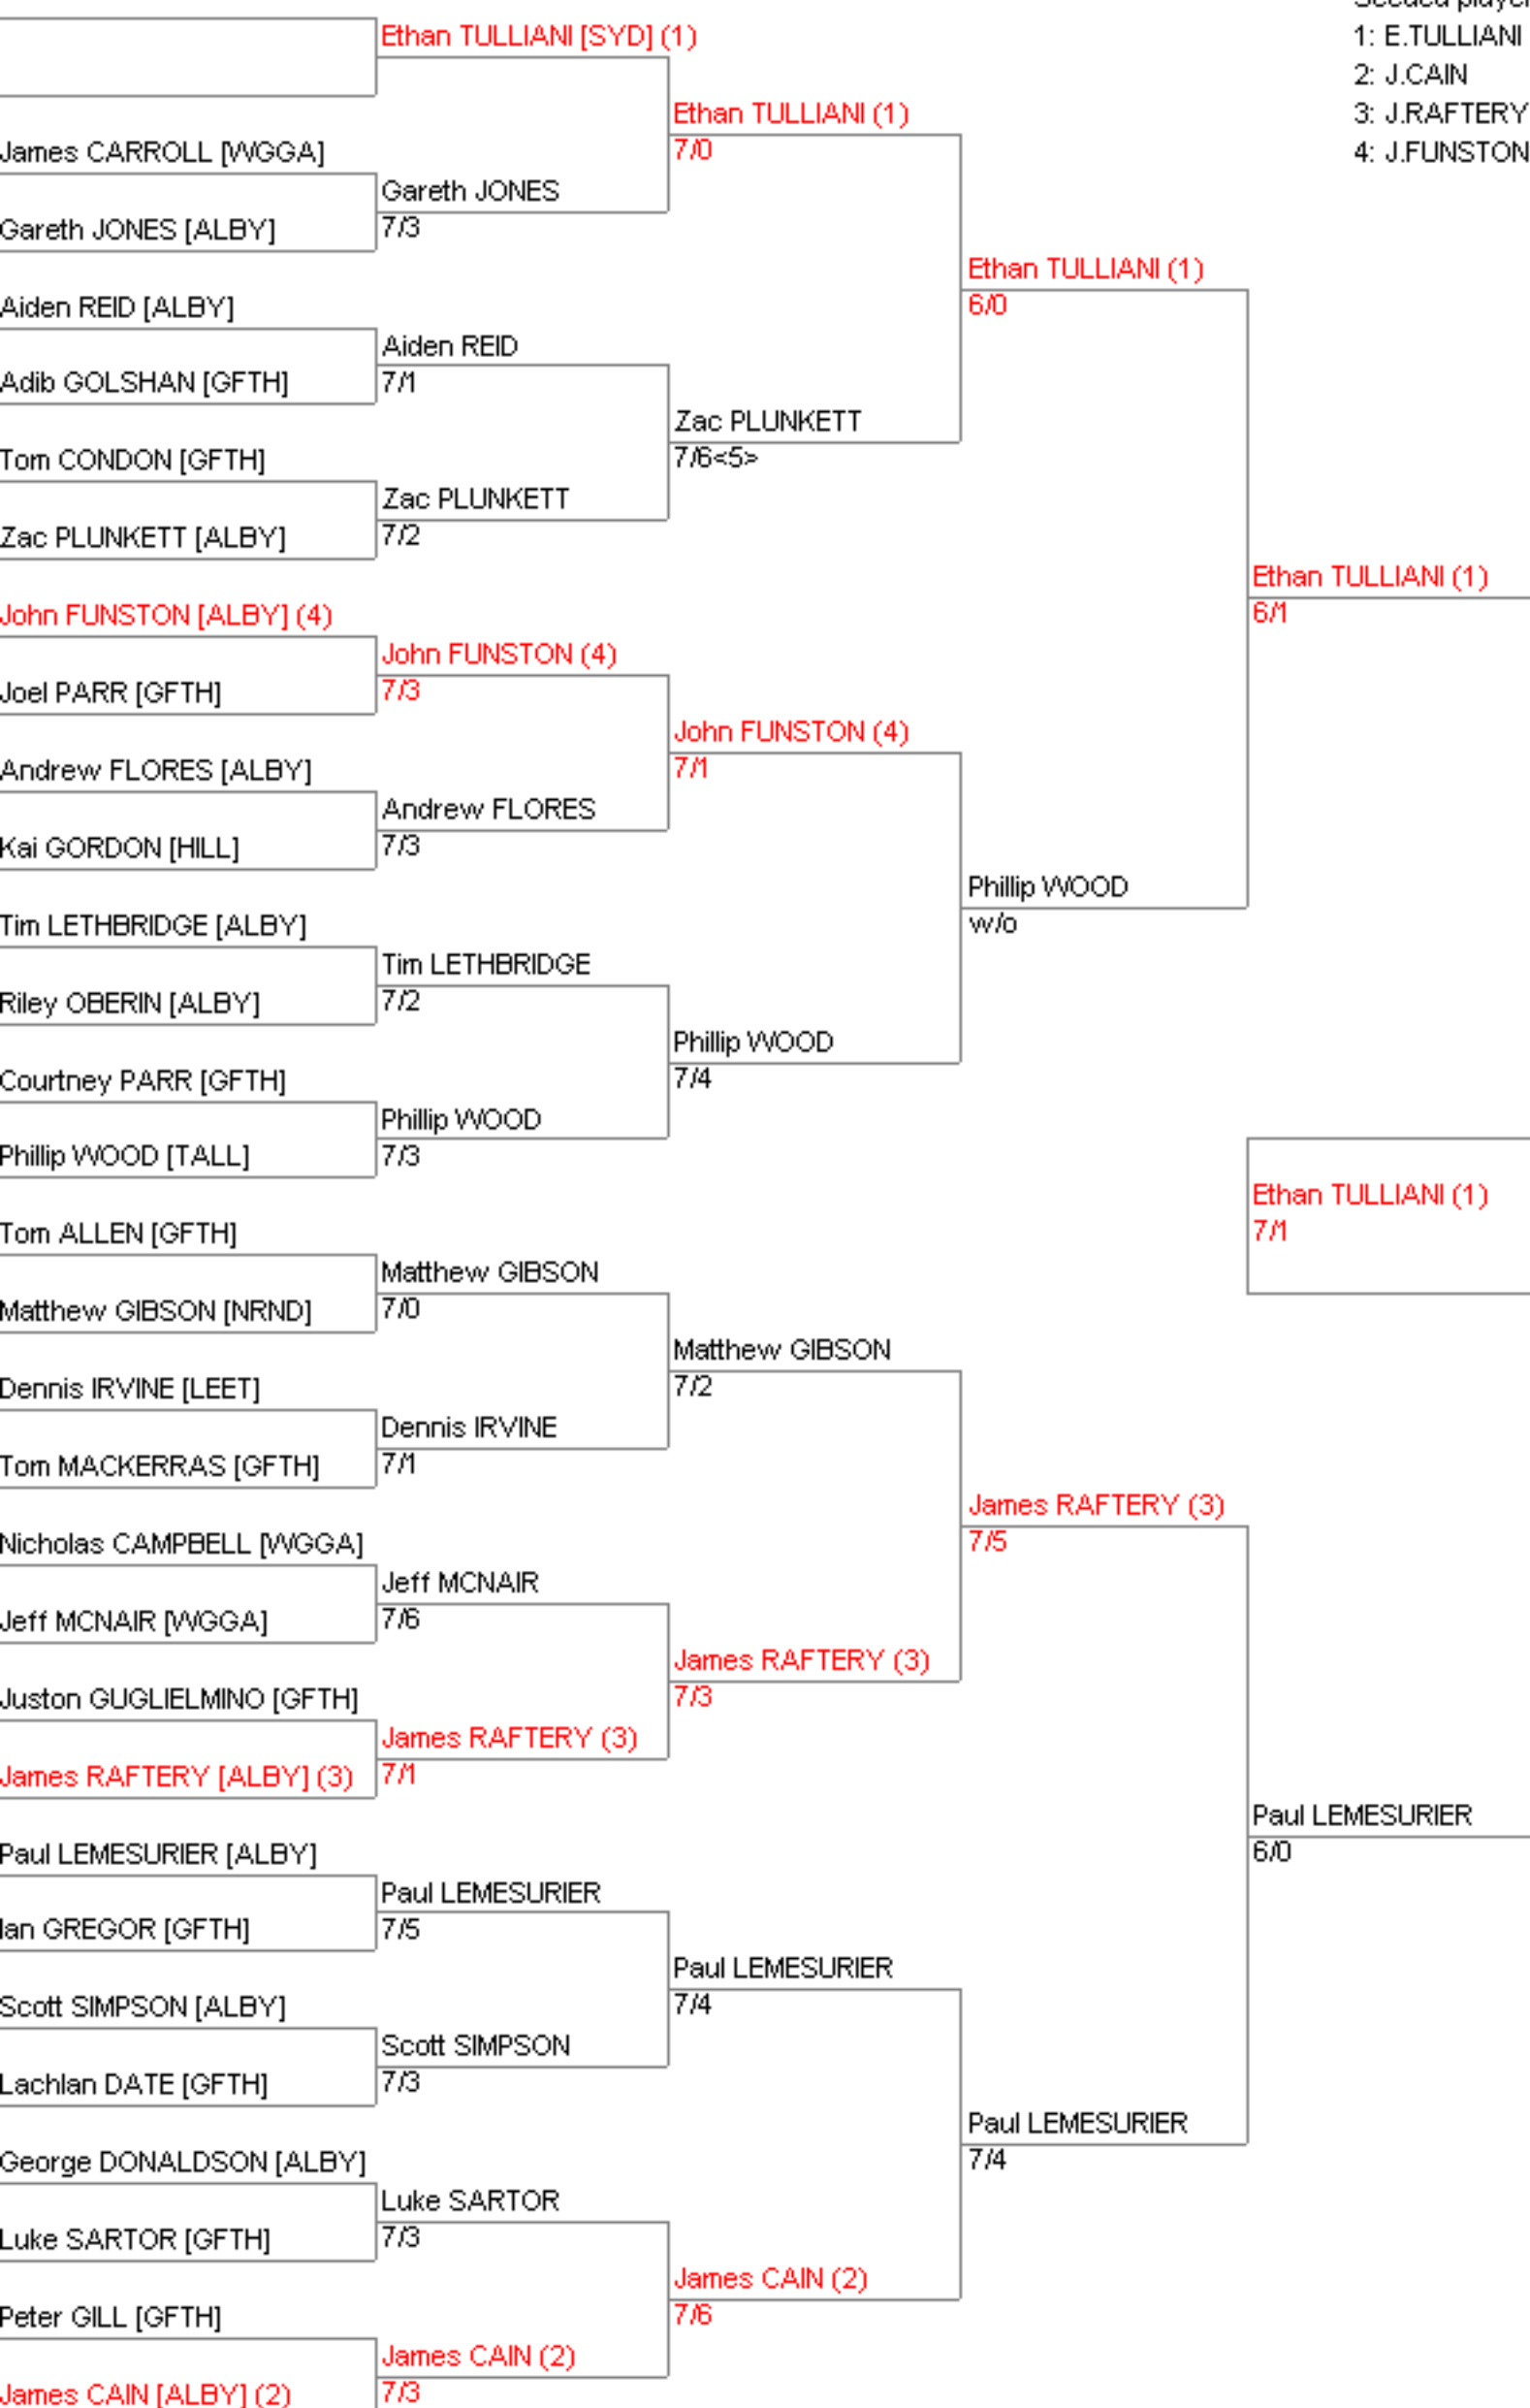 Seeded player
1: E.TULLIANI
2: J.CAIN
3: J.RAFTERY
4: J.FUNSTON
Ethan TULLIANI [SYD] (1)
Ethan TULLIANI (1)
7/0
James CARROLL [WGGA]
Gareth JONES
7/3
Gareth JONES [ALBY]
Ethan TULLIANI (1)
6/0
Aiden REID [ALBY]
Aiden REID
7/1
Adib GOLSHAN [GFTH]
Zac PLUNKETT
7/6<5>
Tom CONDON [GFTH]
Zac PLUNKETT
7/2
Zac PLUNKETT [ALBY]
Ethan TULLIANI (1)
6/1
John FUNSTON [ALBY] (4)
John FUNSTON (4)
7/3
Joel PARR [GFTH]
John FUNSTON (4)
7/1
Andrew FLORES [ALBY]
Andrew FLORES
7/3
Kai GORDON [HILL]
Phillip WOOD
w/o
Tim LETHBRIDGE [ALBY]
Tim LETHBRIDGE
7/2
Riley OBERIN [ALBY]
Phillip WOOD
7/4
Courtney PARR [GFTH]
Phillip WOOD
7/3
Phillip WOOD [TALL]
Ethan TULLIANI (1)
7/1
Tom ALLEN [GFTH]
Matthew GIBSON
7/0
Matthew GIBSON [NRND]
Matthew GIBSON
7/2
Dennis IRVINE [LEET]
Dennis IRVINE
7/1
Tom MACKERRAS [GFTH]
James RAFTERY (3)
7/5
Nicholas CAMPBELL [WGGA]
Jeff MCNAIR
7/6
Jeff MCNAIR [WGGA]
James RAFTERY (3)
7/3
Juston GUGLIELMINO [GFTH]
James RAFTERY (3)
7/1
James RAFTERY [ALBY] (3)
Paul LEMESURIER
6/0
Paul LEMESURIER [ALBY]
Paul LEMESURIER
7/5
Ian GREGOR [GFTH]
Paul LEMESURIER
7/4
Scott SIMPSON [ALBY]
Scott SIMPSON
7/3
Lachlan DATE [GFTH]
Paul LEMESURIER
7/4
George DONALDSON [ALBY]
Luke SARTOR
7/3
Luke SARTOR [GFTH]
James CAIN (2)
7/6
Peter GILL [GFTH]
James CAIN (2)
7/3
James CAIN [ALBY] (2)